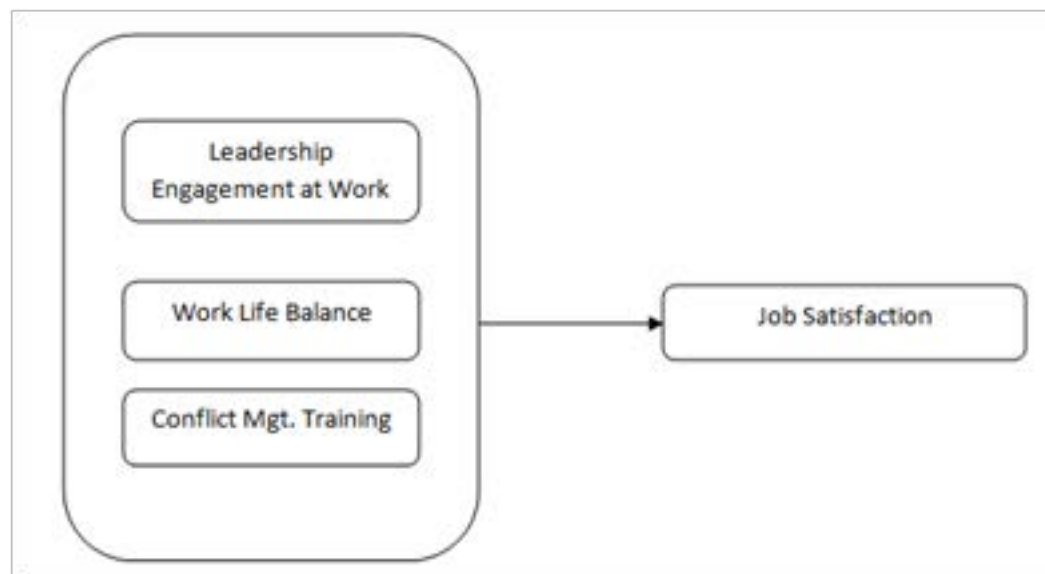 Leadership
Engagement at Work
Work Life Balance
Job Satisfaction
Conflict Mgt. Training